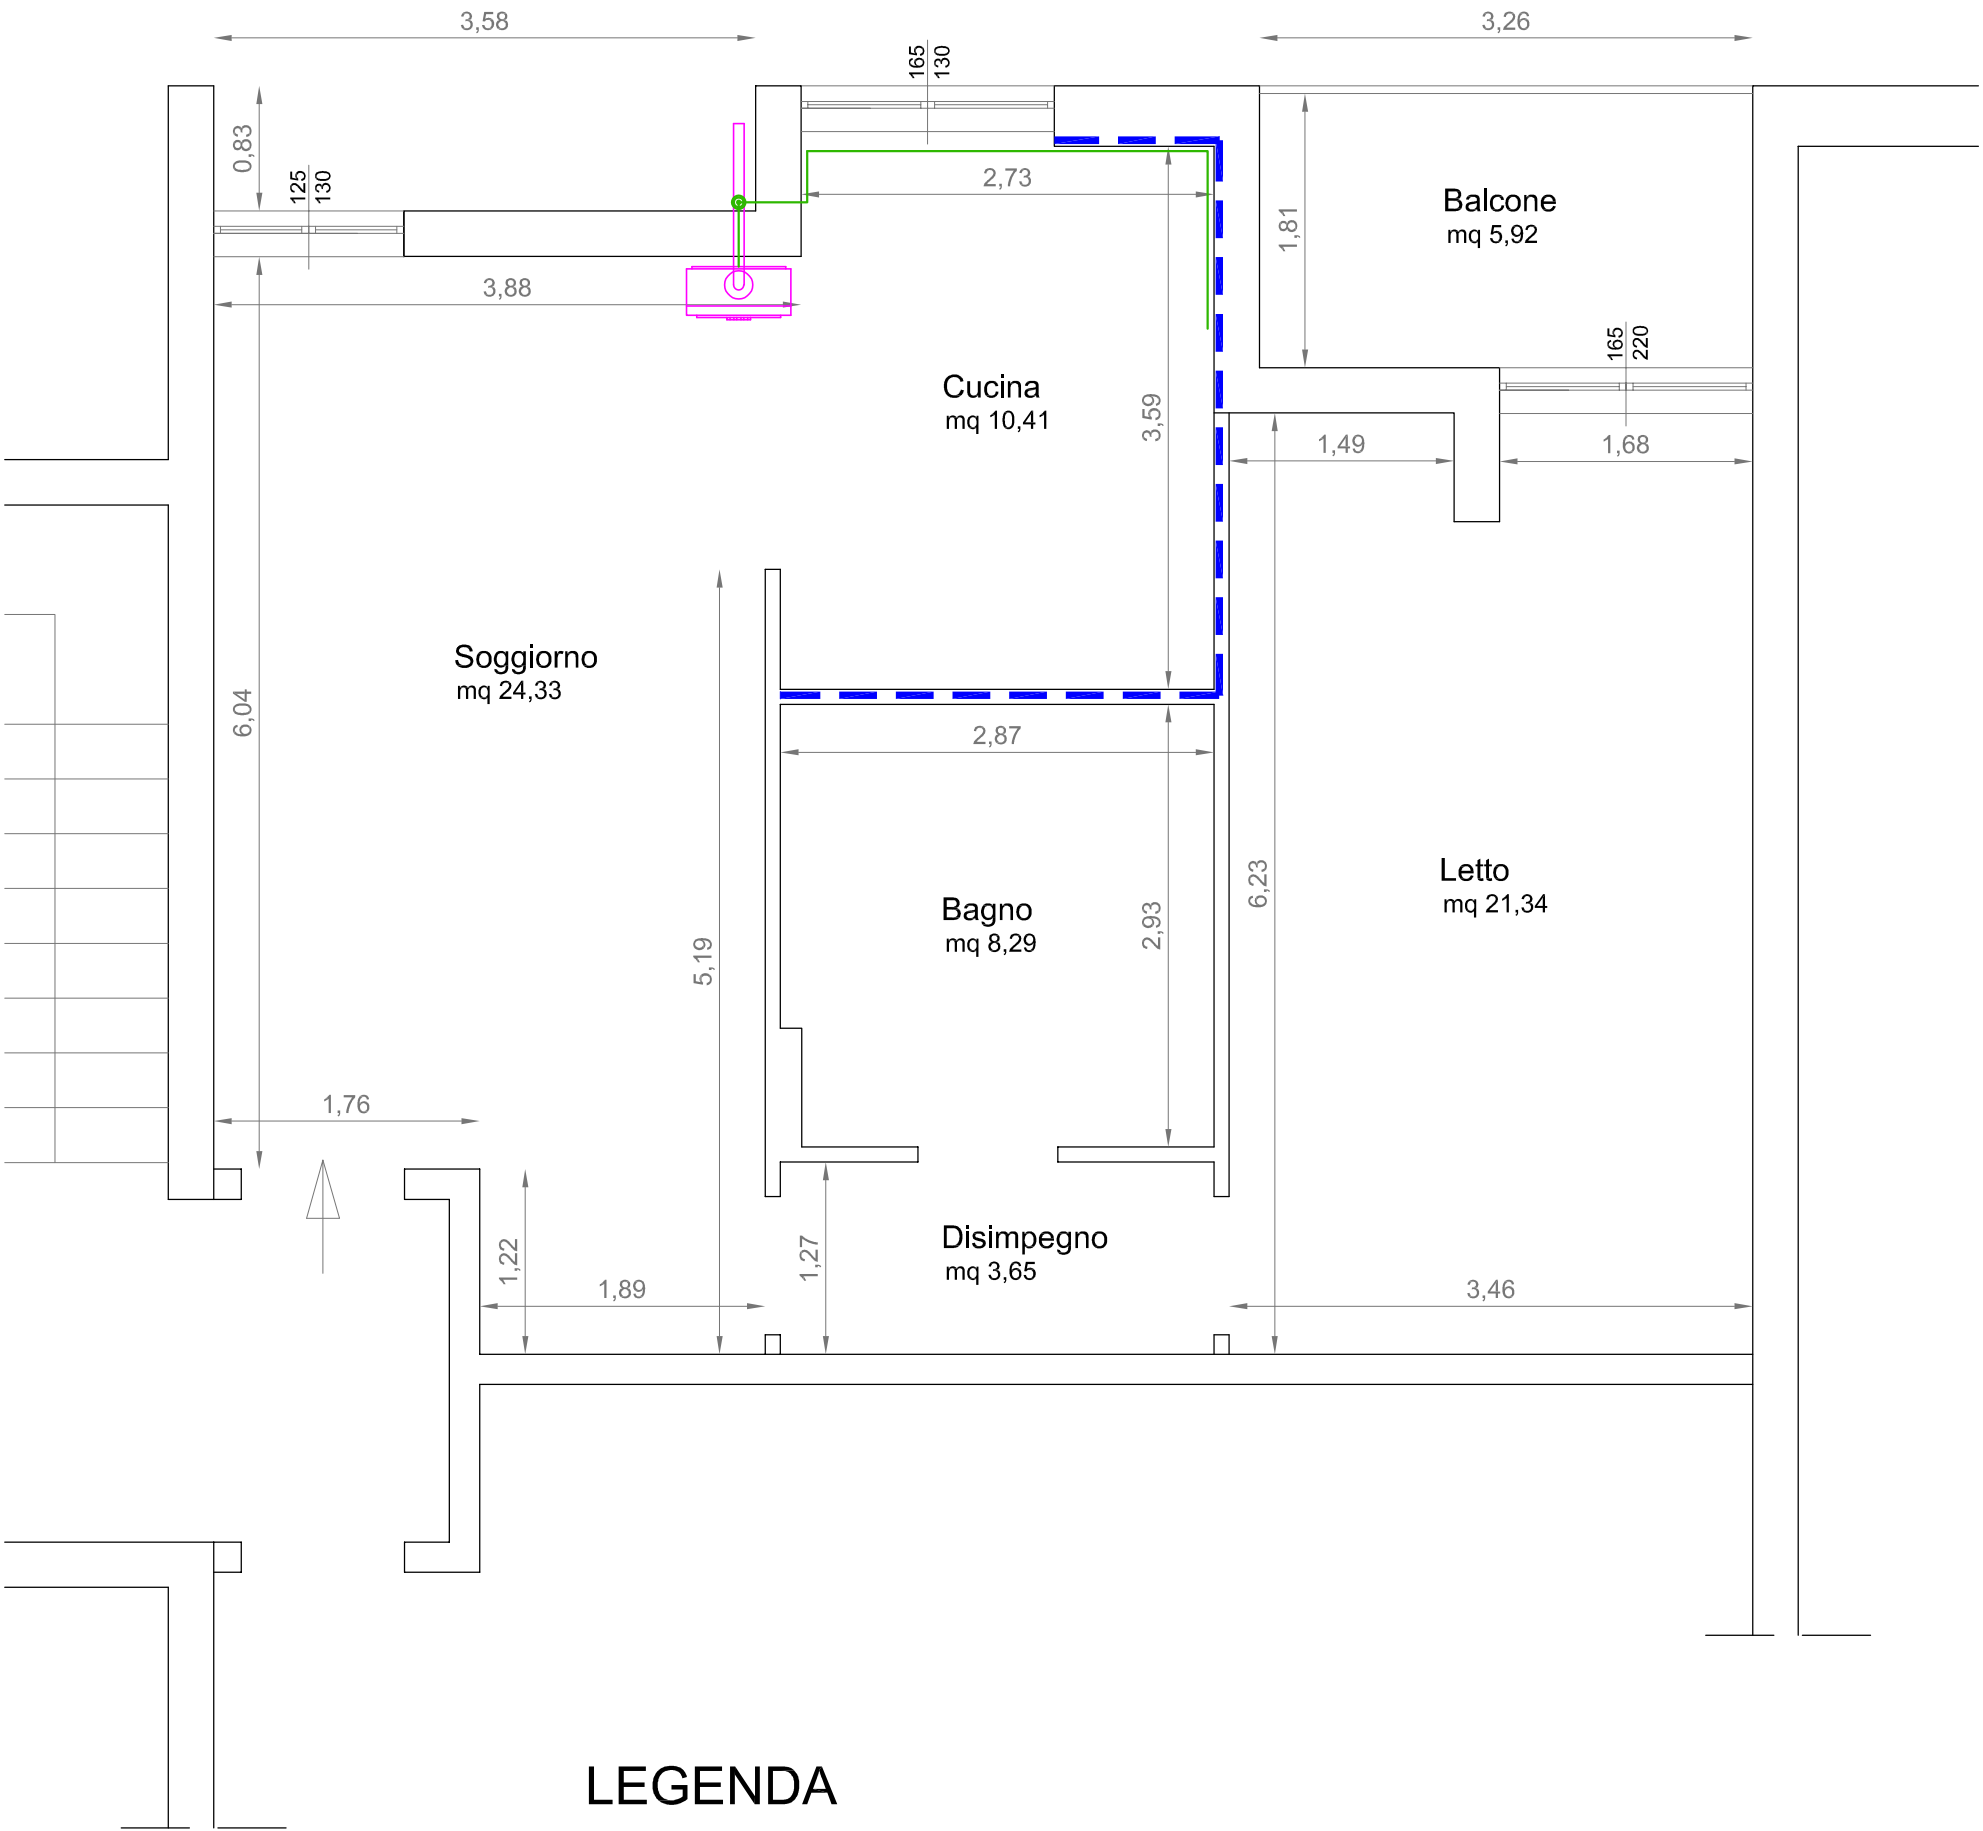 3,58
3,26
165
130
0,83
125
130
2,73
Balcone
mq 5,92
1,81
3,88
165
220
Cucina
mq 10,41
3,59
1,49
1,68
Soggiorno
mq 24,33
6,04
2,87
Letto
mq 21,34
6,23
Bagno
mq 8,29
2,93
5,19
1,76
Disimpegno
mq 3,65
1,22
1,27
1,89
3,46
LEGENDA